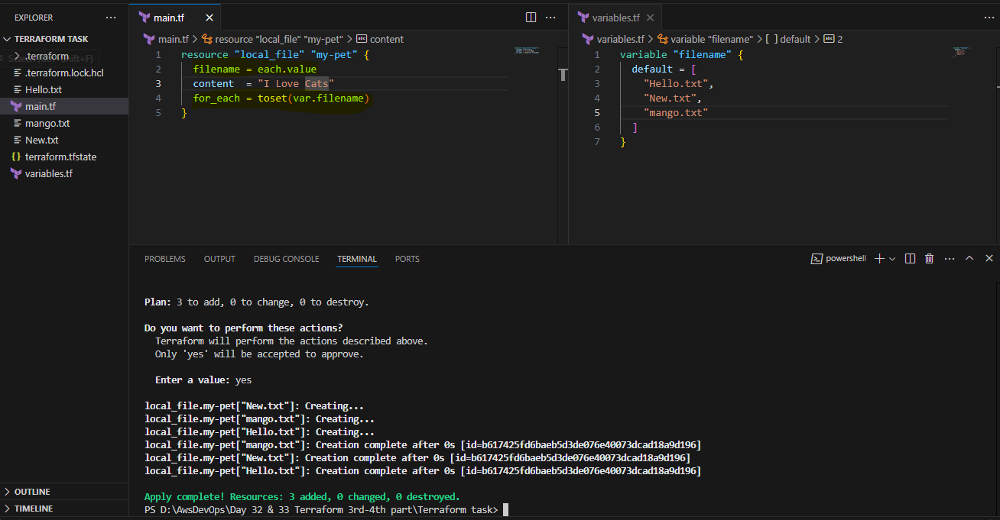 EXPLORER ...
TERRAFORM TASK
.terraform
.terraform.lock.hcl
Hello.txt
main.tf
mango.txt
New.txt
terraform.tfstate
variables.tf
OUTLINE
TIMELINE
main.tf
main.tf > resource "local_file" "my-pet" > content
1 resource "local_file" "my-pet" {
2 filename = each.value
3 content  = "I Love Cats"
4 for_each = toset(var.filename)
5 }
variables.tf
variables.tf > variable "filename" > [ ] default > 2
1 variable "filename" {
2 default = [
3 "Hello.txt",
4 "New.txt",
5 "mango.txt"
6 ]
7 }
PROBLEMS OUTPUT DEBUG CONSOLE TERMINAL PORTS
powershell
Plan: 3 to add, 0 to change, 0 to destroy.
Do you want to perform these actions?
Terraform will perform the actions described above.
Only 'yes' will be accepted to approve.
Enter a value: yes
local_file.my-pet["New.txt"]: Creating...
local_file.my-pet["mango.txt"]: Creating...
local_file.my-pet["Hello.txt"]: Creating...
local_file.my-pet["mango.txt"]: Creation complete after 0s [id=b617425fd6baeb5d3de076e40073dcad18a9d196]
local_file.my-pet["New.txt"]: Creation complete after 0s [id=b617425fd6baeb5d3de076e40073dcad18a9d196]
local_file.my-pet["Hello.txt"]: Creation complete after 0s [id=b617425fd6baeb5d3de076e40073dcad18a9d196]
Apply complete! Resources: 3 added, 0 changed, 0 destroyed.
PS D:\AwsDevOps\Day 32 & 33 Terraform 3rd-4th part\Terraform task>